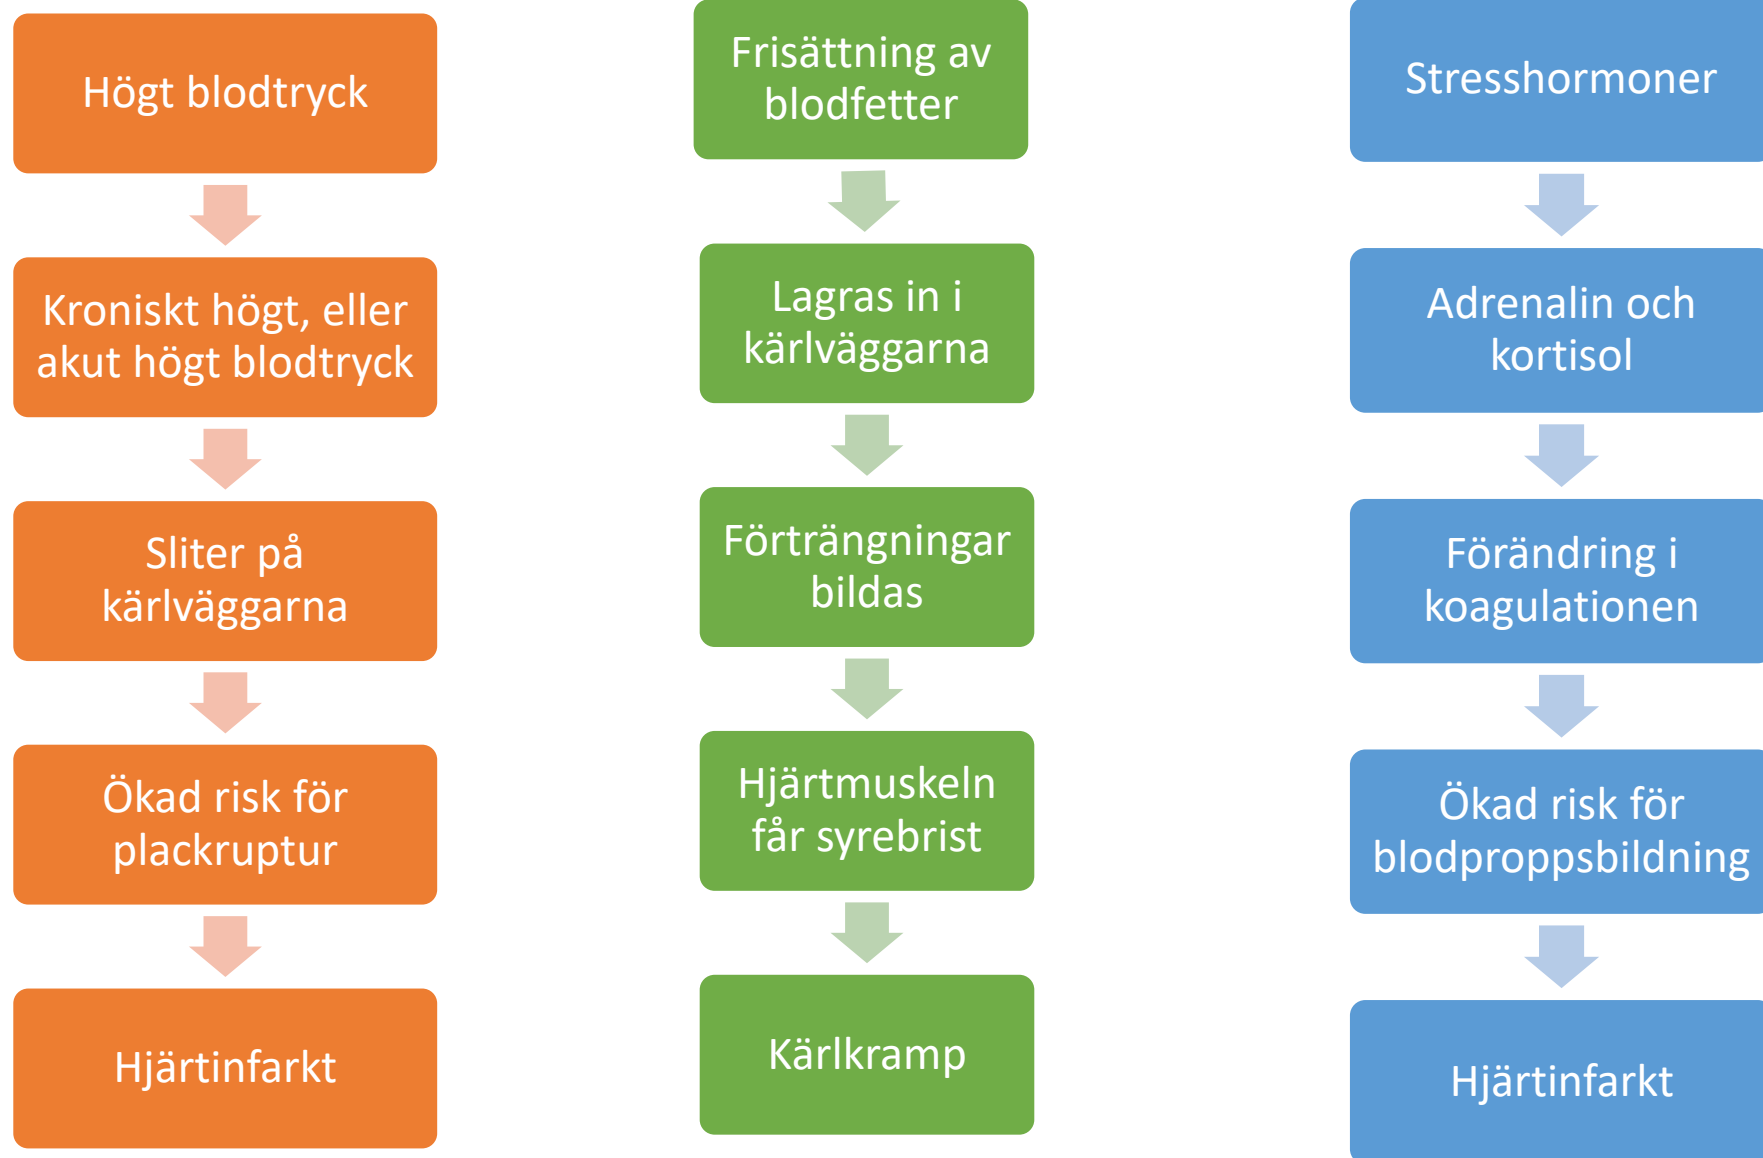 Högt blodtryck
Kroniskt högt, eller
akut högt blodtryck
Sliter på
kärlväggarna
Ökad risk för
plackruptur
Hjärtinfarkt
Frisättning av
blodfetter
Lagras in i
kärlväggarna
Förträngningar
bildas
Hjärtmuskeln
får syrebrist
Kärlkramp
Stresshormoner
Adrenalin och
kortisol
Förändring i
koagulationen
Ökad risk för
blodproppsbildning
Hjärtinfarkt